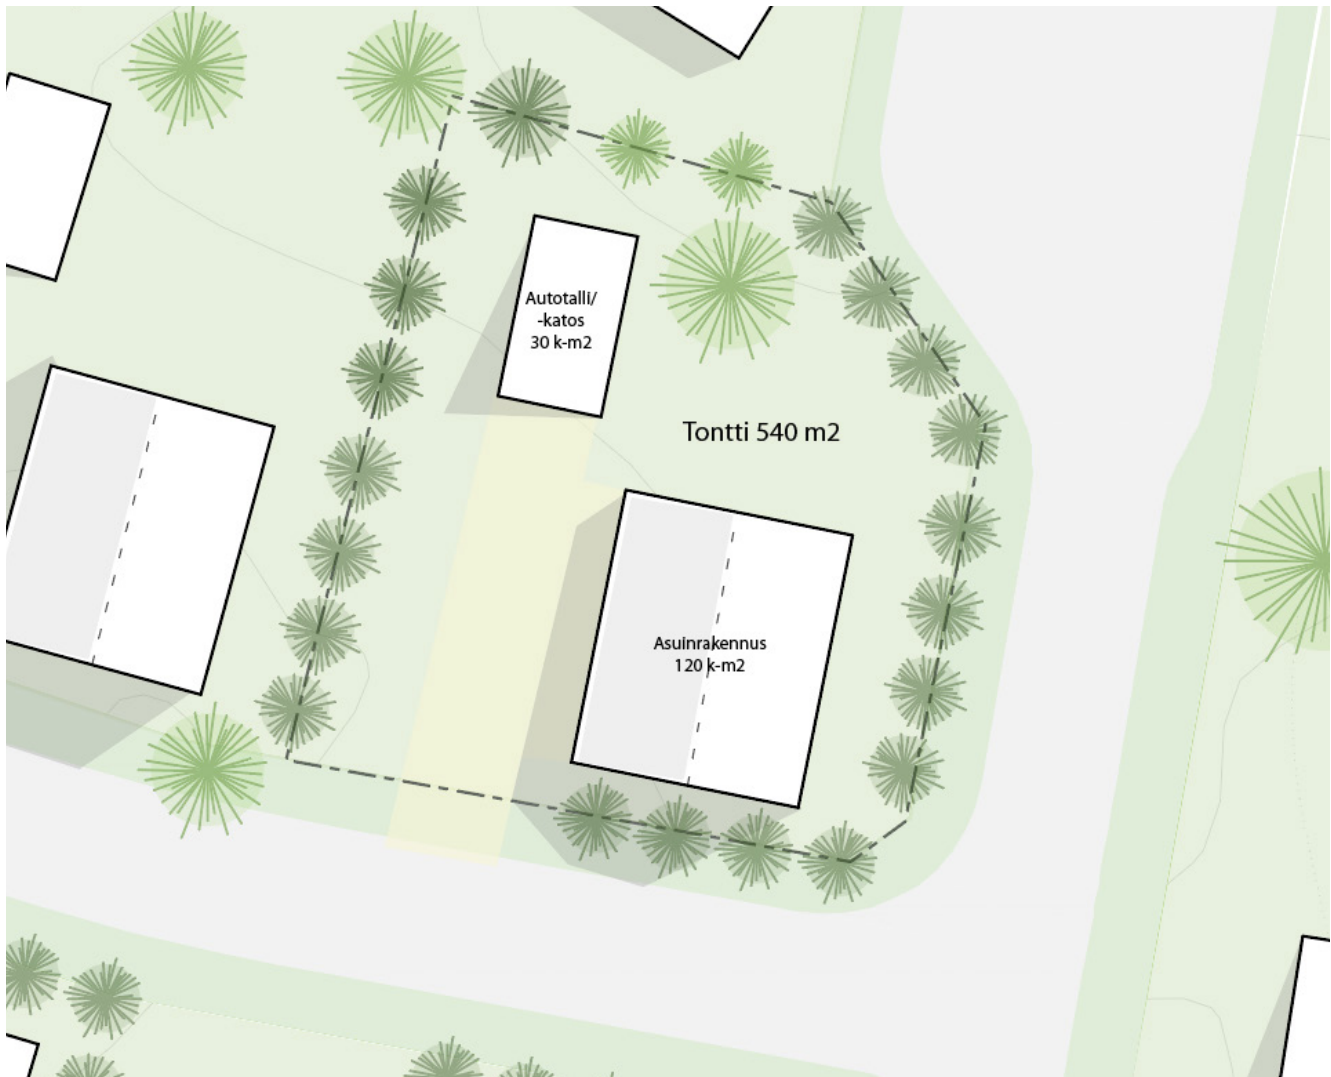 Autotalli/
-katos
30 k-m2
Tontti 540 m2
Asuinrakennus
120 k-m2